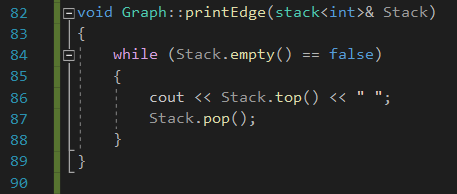 82 void Graph::printEdge(stack<int>& Stack)
83 {
84     while (Stack.empty() == false)
85     {
86         cout << Stack.top() << " ";
87         Stack.pop();
88     }
89 }
90